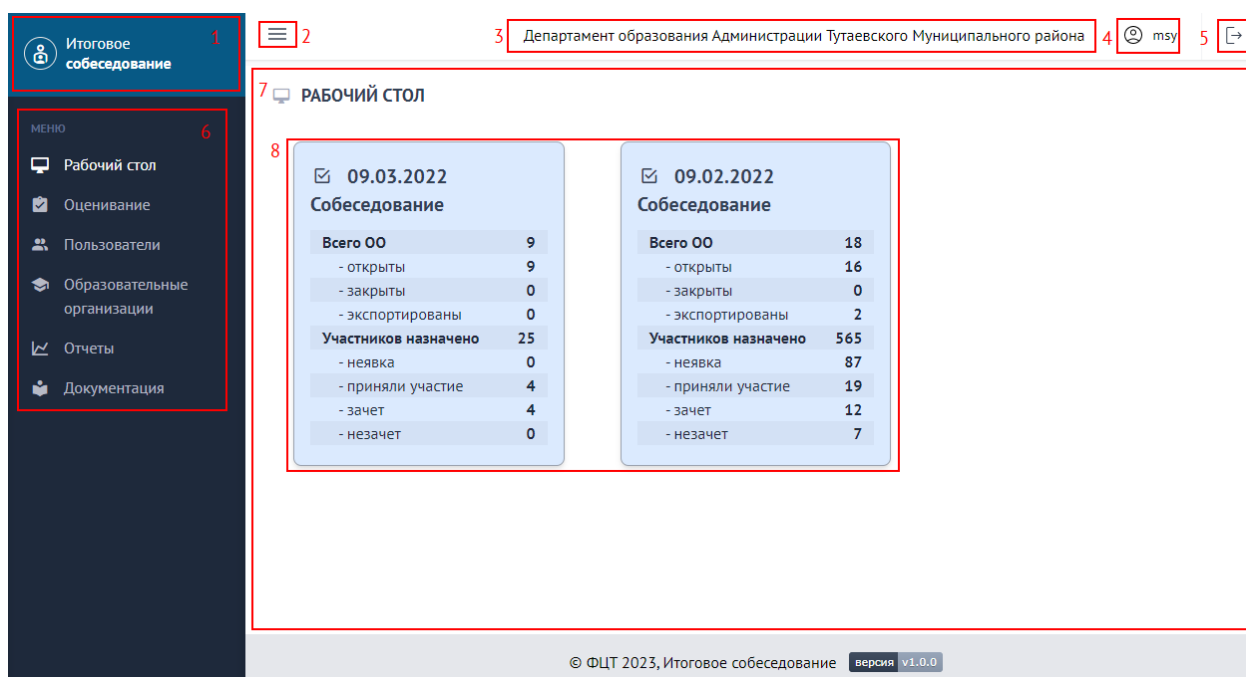 Итоговое
собеседование
1
2
3
Департамент образования Администрации Тутаевского Муниципального района
4
msy
5
МЕНЮ
6
Рабочий стол
Оценивание
Пользователи
Образовательные
организации
Отчеты
Документация
7
РАБОЧИЙ СТОЛ
8
09.03.2022
Собеседование
Всего ОО 9
- открыты 9
- закрыты 0
- экспортированы 0
Участников назначено 25
- неявка 0
- приняли участие 4
- зачет 4
- незачет 0
09.02.2022
Собеседование
Всего ОО 18
- открыты 16
- закрыты 0
- экспортированы 2
Участников назначено 565
- неявка 87
- приняли участие 19
- зачет 12
- незачет 7
© ФЦТ 2023, Итоговое собеседование версия v1.0.0